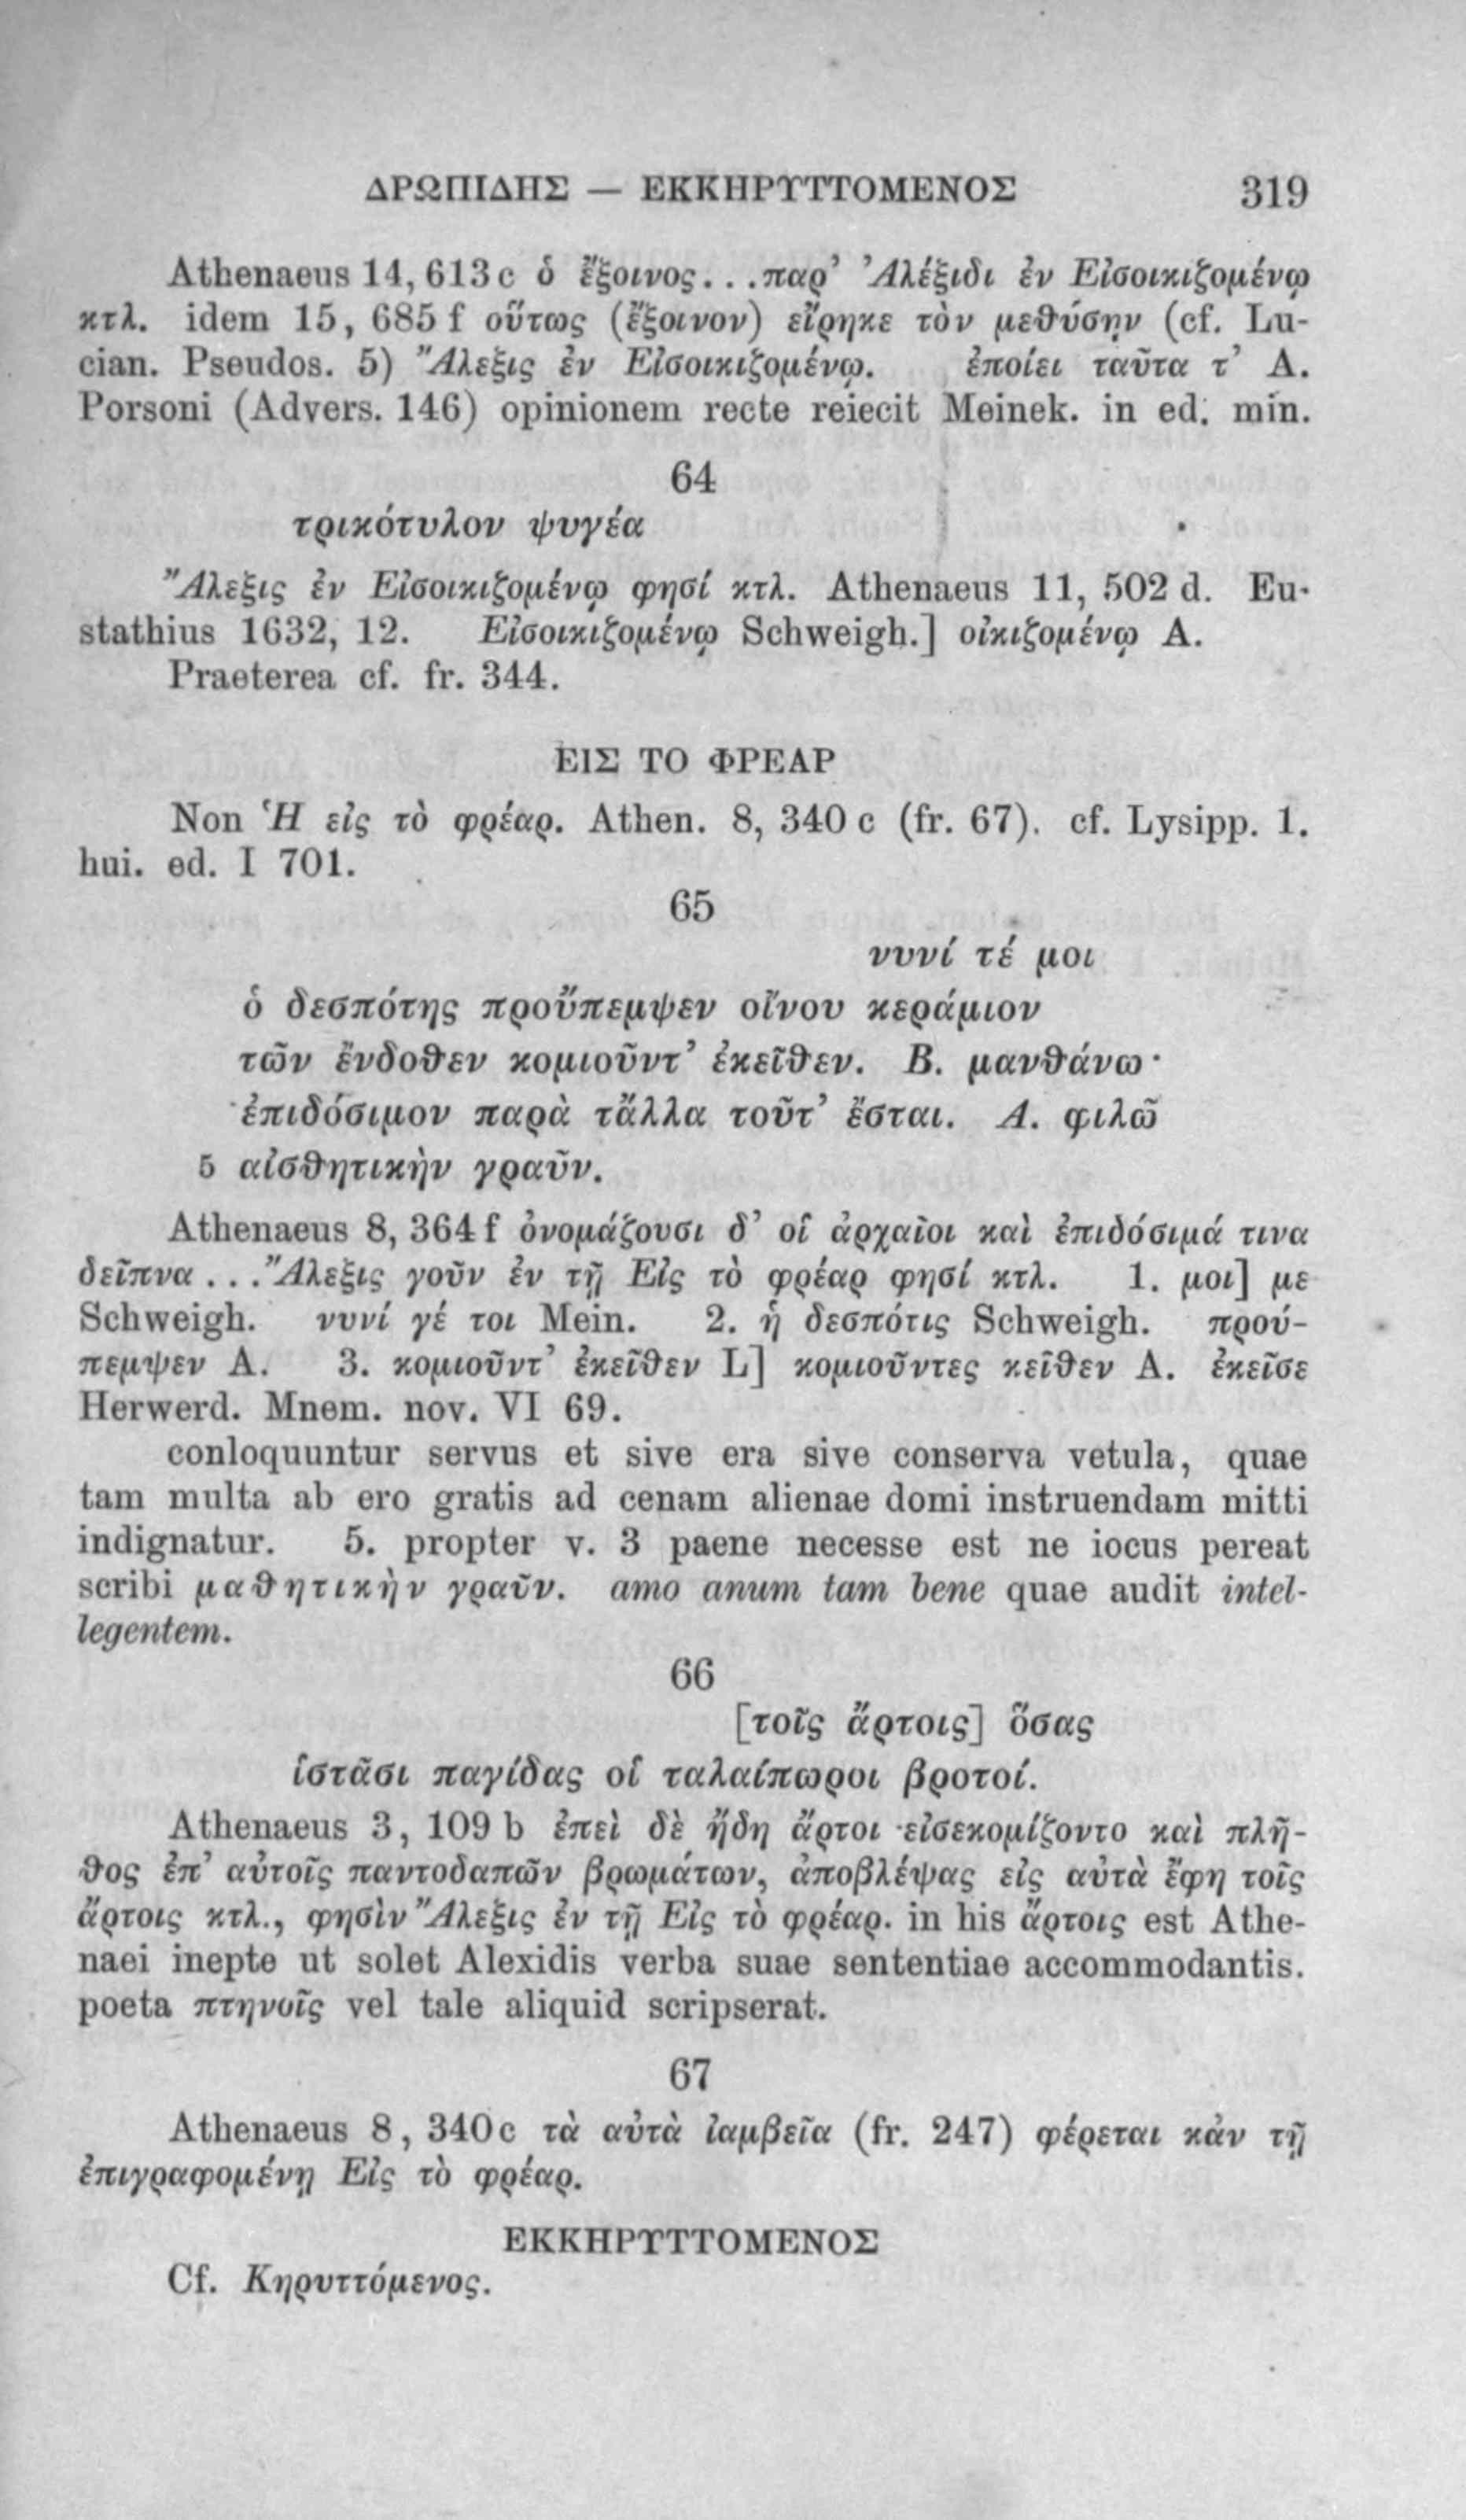 ΔΡΩΠΙΔΗΣ — ΕΚΚΗΡΥΤΤΟΜΕΝΟΣ 319
Athenaeus 14, 613 c ὁ ἔξοινος...παρ’ Ἀλέξιδι ἐν Εἰσοικιζομένῳ
κτλ. idem 15, 685 f οὕτως (ἔξοινον) εἴρηκε τὸν μεθύσην (cf. Lu-
cian. Pseudos. 5) Ἄλεξις ἐν Εἰσοικιζομένῳ. ἐποίει ταῦτα τ’ A.
Porsoni (Advers. 146) opinionem recte reiecit Meinek. in ed. min.
64
τρικότυλον ψυγέα
Ἄλεξις ἐν Εἰσοικιζομένῳ φησί κτλ. Athenaeus 11, 502 d. Eu-
stathius 1632, 12. Εἰσοικιζομένῳ Schweigh.] οἰκιζομένῳ A.
Praeterea cf. fr. 344.
ΕΙΣ ΤΟ ΦΡΕΑΡ
Non Ἡ εἰς τὸ φρέαρ. Athen. 8, 340 c (fr. 67). cf. Lysipp. 1.
hui. ed. I 701.
65
νυνί τέ μοι
ὁ δεσπότης προὔπεμψεν οἴνου κεράμιον
τῶν ἔνδοθεν κομιοῦντ’ ἐκεῖθεν. Β. μανθάνω·
ἐπιδόσιμον παρὰ τἄλλα τοῦτ’ ἔσται. Α. φιλῶ
5 αἰσθητικὴν γραῦν.
Athenaeus 8, 364 f ὀνομάζουσι δ’ οἱ ἀρχαῖοι καὶ ἐπιδόσιμά τινα
δεῖπνα ...Ἄλεξις γοῦν ἐν τῇ Εἰς τὸ φρέαρ φησί κτλ. 1. μοι] με
Schweigh. νυνί γέ τοι Mein. 2. ἡ δεσπότις Schweigh. πρού-
πεμψεν A. 3. κομιοῦντ’ ἐκεῖθεν L] κομιοῦντες κεῖθεν A. ἐκεῖσε
Herwerd. Mnem. nov. VI 69.
conloquuntur servus et sive era sive conserva vetula, quae
tam multa ab ero gratis ad cenam alienae domi instruendam mitti
indignatur. 5. propter v. 3 paene necesse est ne iocus pereat
scribi μαθητικὴν γραῦν. amo anum tam bene quae audit intel-
legentem.
66
[τοῖς ἄρτοις] ὅσας
ἱστᾶσι παγίδας οἱ ταλαίπωροι βροτοί.
Athenaeus 3, 109 b ἐπεὶ δὲ ἤδη ἄρτοι εἰσεκομίζοντο καὶ πλῆ-
θος ἐπ’ αὐτοῖς παντοδαπῶν βρωμάτων, ἀποβλέψας εἰς αὐτὰ ἔφη τοῖς
ἄρτοις κτλ., φησὶν Ἄλεξις ἐν τῇ Εἰς τὸ φρέαρ. in his ἄρτοις est Athe-
naei inepte ut solet Alexidis verba suae sententiae accommodantis.
poeta πτηνοῖς vel tale aliquid scripserat.
67
Athenaeus 8, 340 c τὰ αὐτὰ ἰαμβεῖα (fr. 247) φέρεται κἀν τῇ
ἐπιγραφομένῃ Εἰς τὸ φρέαρ.
ΕΚΚΗΡΥΤΤΟΜΕΝΟΣ
Cf. Κηρυττόμενος.